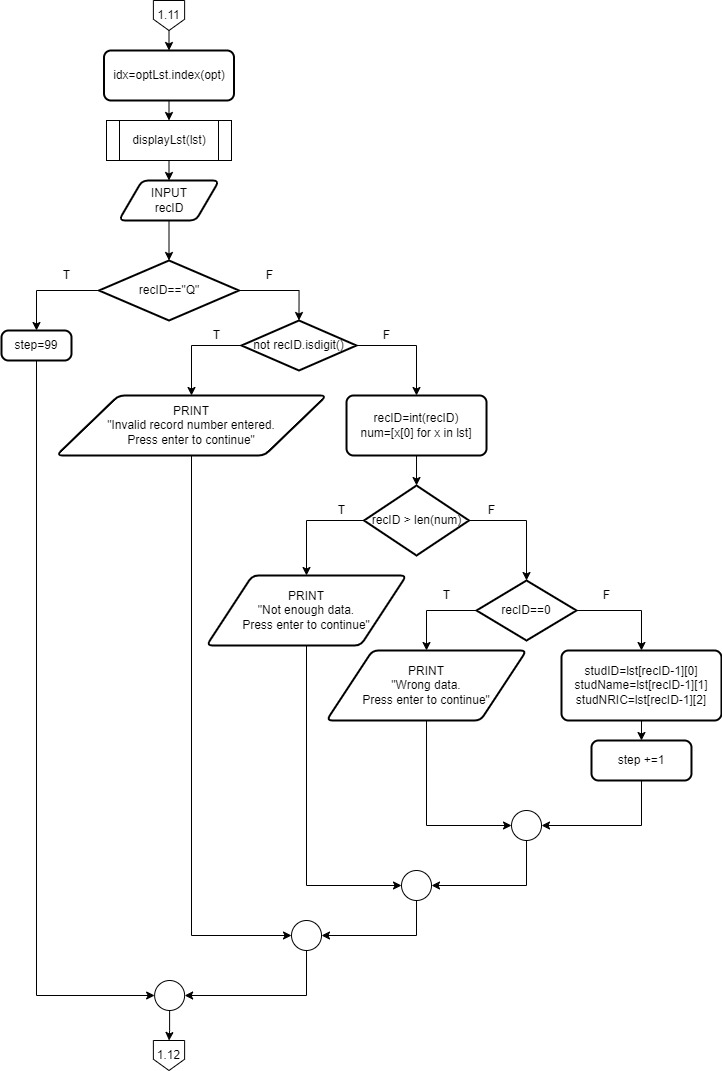 1.11
idx=optLst.index(opt)
displayLst(lst)
INPUT
recID
T
F
recID=="Q"
step=99
T
F
not recID.isdigit()
PRINT
"Invalid record number entered.
Press enter to continue"
recID=int(recID)
num=[x[0] for x in lst]
T
F
recID > len(num)
PRINT
"Not enough data.
Press enter to continue"
T
F
recID==0
PRINT
"Wrong data.
Press enter to continue"
studID=lst[recID-1][0]
studName=lst[recID-1][1]
studNRIC=lst[recID-1][2]
step +=1
1.12